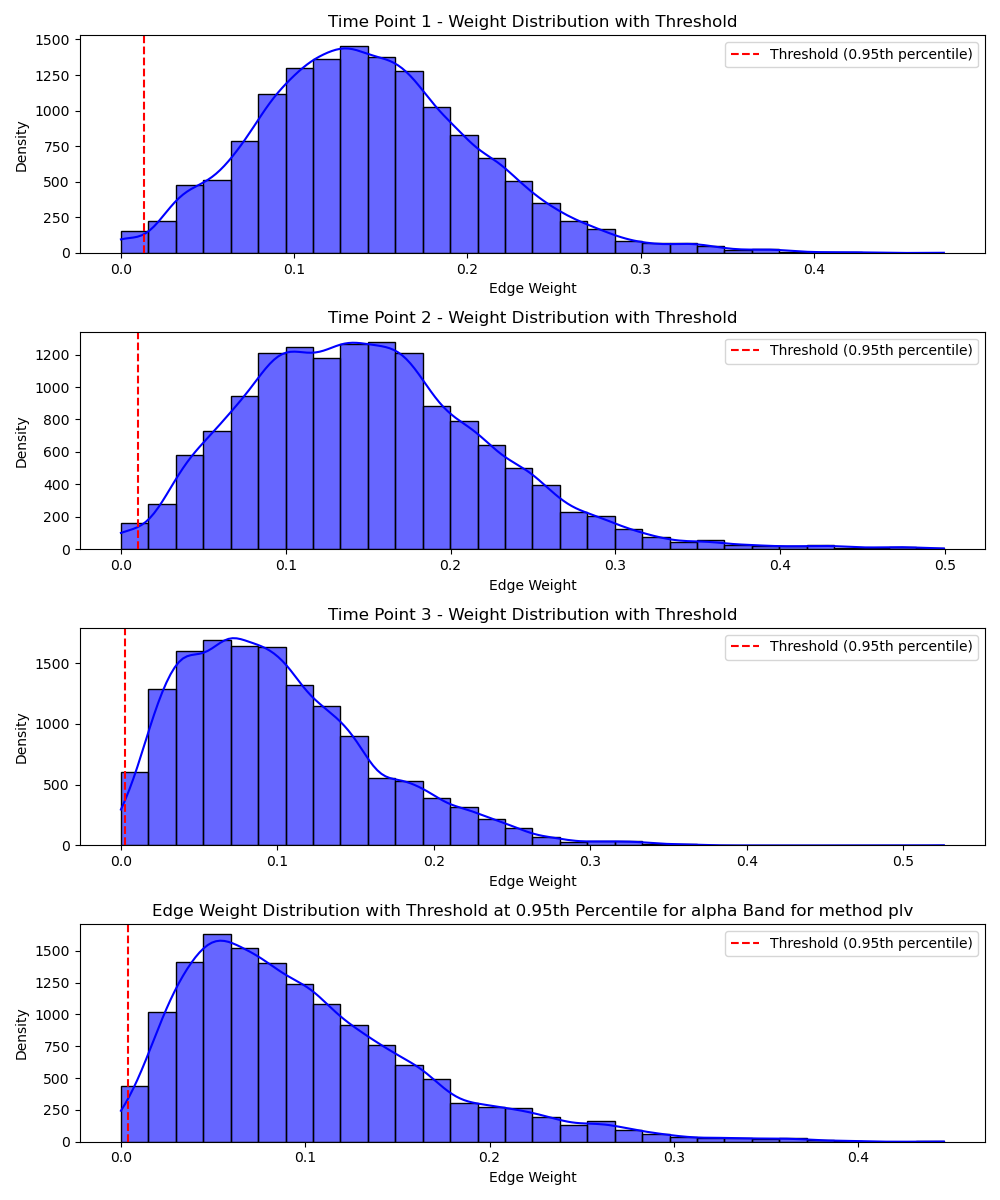 Time Point 1 - Weight Distribution with Threshold
1500
1250
1000
750
500
250
0
Density
Threshold (0.95th percentile)
0.0 0.1 0.2 0.3 0.4
Edge Weight
Time Point 2 - Weight Distribution with Threshold
1200
1000
800
600
400
200
0
Density
Threshold (0.95th percentile)
0.0 0.1 0.2 0.3 0.4 0.5
Edge Weight
Time Point 3 - Weight Distribution with Threshold
1500
1000
500
0
Density
Threshold (0.95th percentile)
0.0 0.1 0.2 0.3 0.4 0.5
Edge Weight
Edge Weight Distribution with Threshold at 0.95th Percentile for alpha Band for method plv
1500
1250
1000
750
500
250
0
Density
Threshold (0.95th percentile)
0.0 0.1 0.2 0.3 0.4
Edge Weight